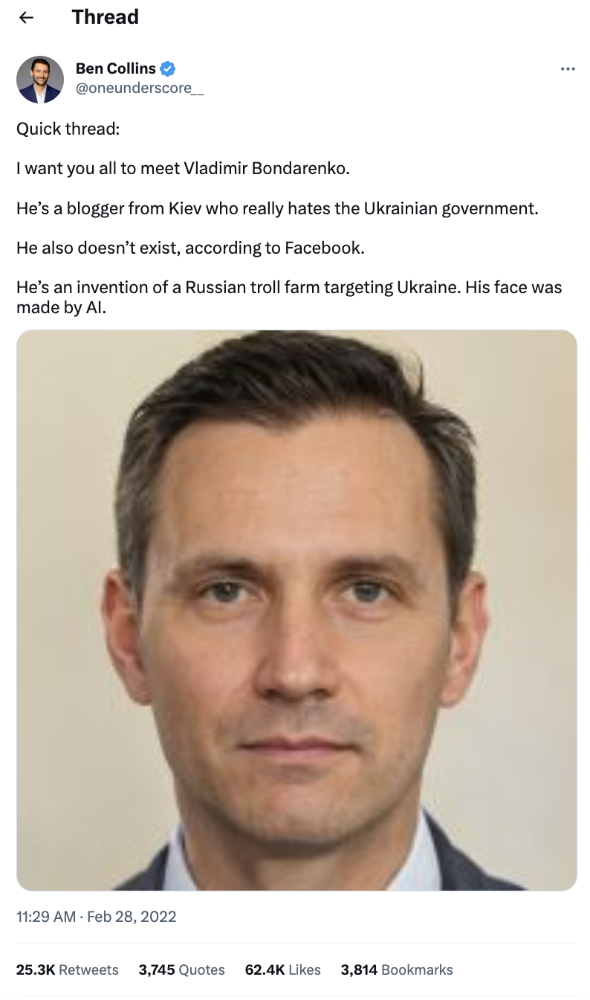 Thread
Ben Collins
@oneunderscore__
Quick thread:
I want you all to meet Vladimir Bondarenko.
He’s a blogger from Kiev who really hates the Ukrainian government.
He also doesn’t exist, according to Facebook.
He’s an invention of a Russian troll farm targeting Ukraine. His face was
made by AI.
11:29 AM · Feb 28, 2022
25.3K Retweets 3,745 Quotes 62.4K Likes 3,814 Bookmarks